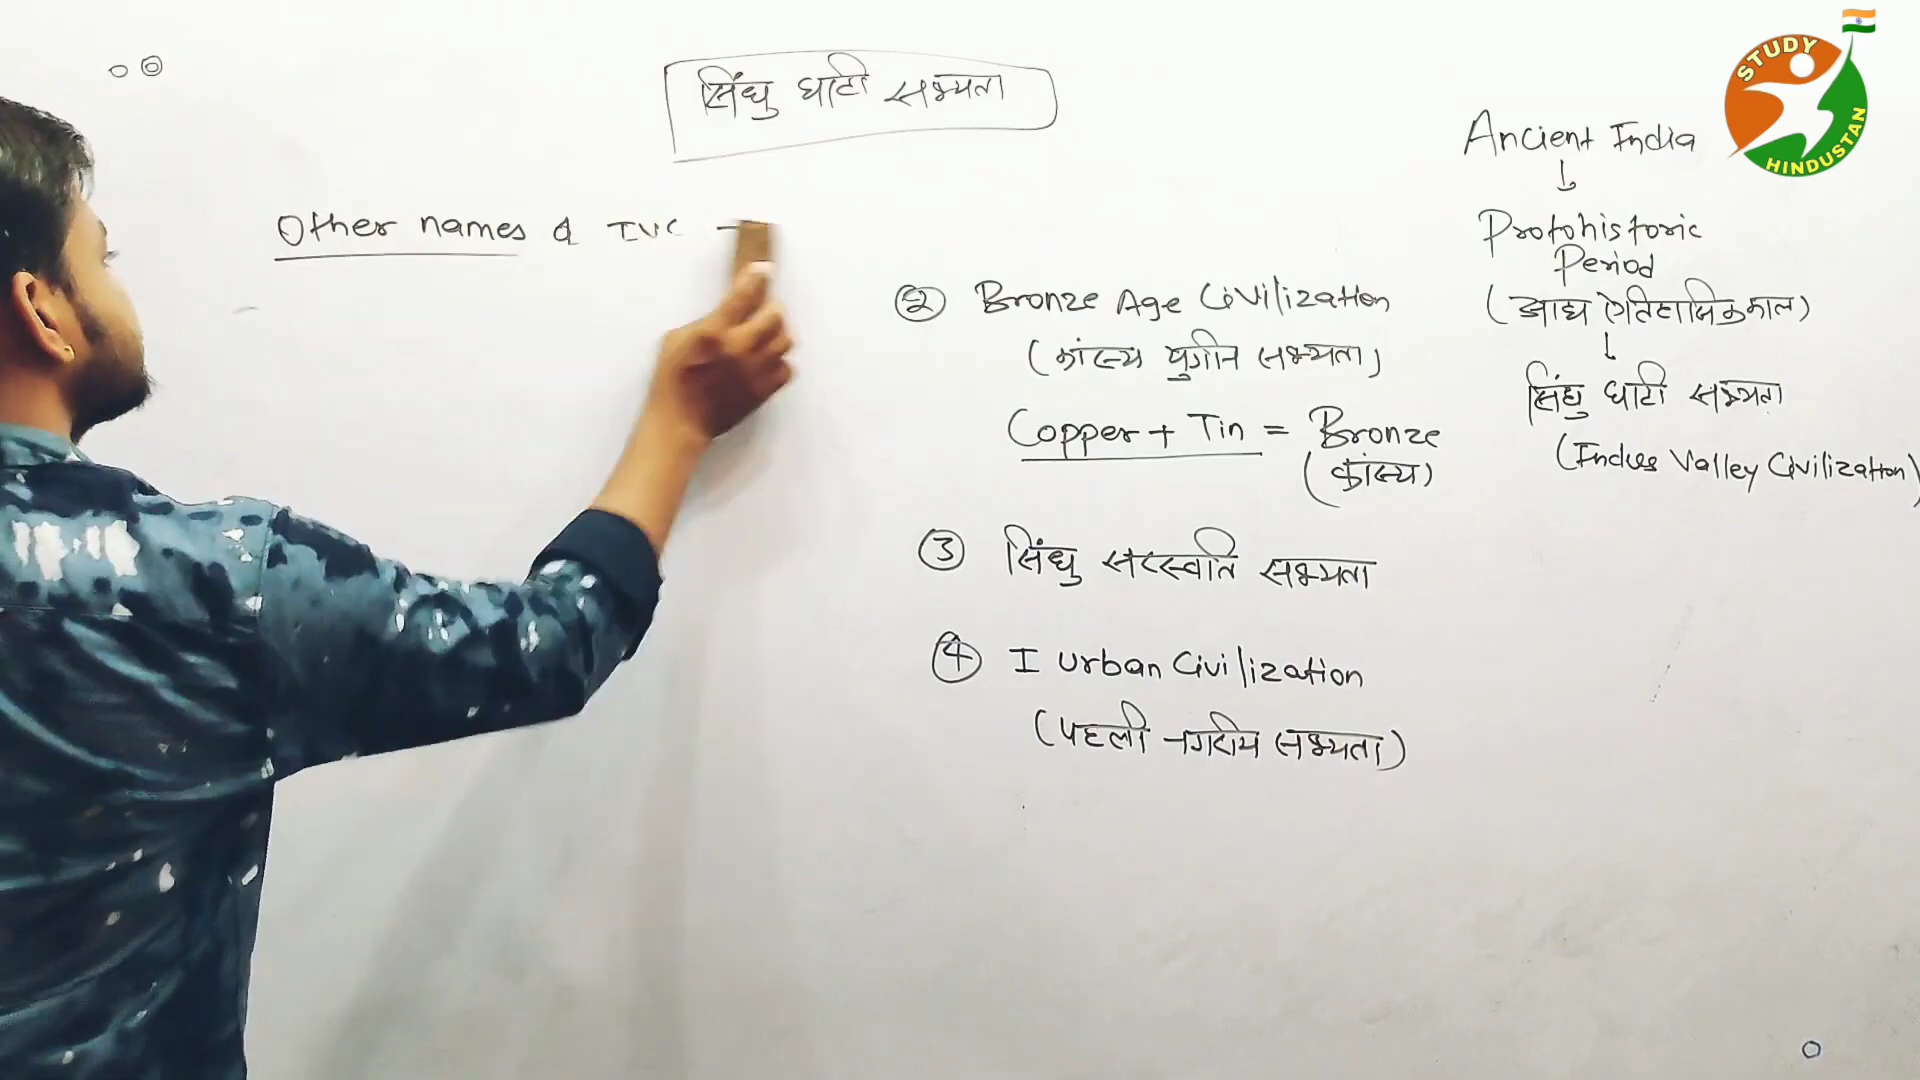 सिंधु घाटी सभ्यता
Other names of IVC →
② Bronze Age Civilization
(कांस्य युगीन सभ्यता)
Copper + Tin = Bronze
(कांस्य)
③ सिंधु सरस्वति सभ्यता
④ I Urban Civilization
(पहली नगरीय सभ्यता)
Ancient India
↓
Protohistoric
Period
(आद्य ऐतिहासिक काल)
↓
सिंधु घाटी सभ्यता
(Indus Valley Civilization)
STUDY
HINDUSTAN